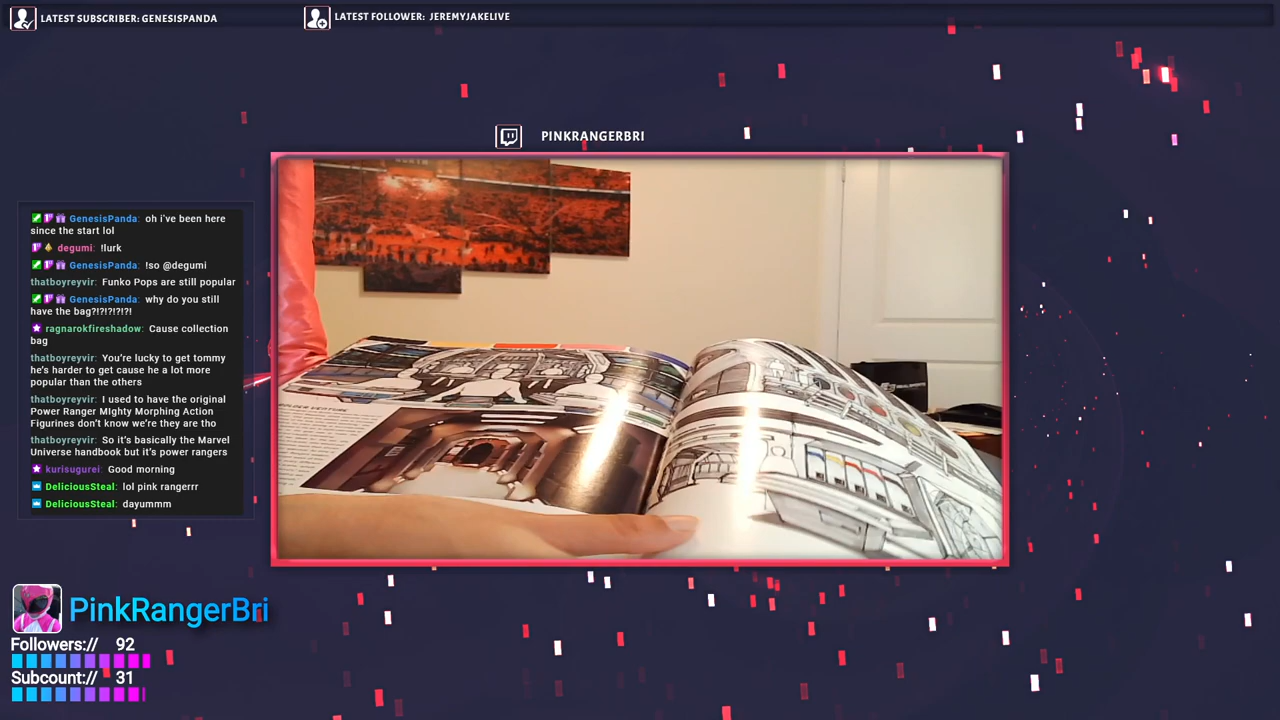 LATEST SUBSCRIBER: GENESISPANDA
LATEST FOLLOWER: JEREMYJAKELIVE
PINKRANGERBRI
GenesisPanda: oh i've been here
since the start lol
degumi: !lurk
GenesisPanda: !so @degumi
thatboyreyvir: Funko Pops are still popular
GenesisPanda: why do you still
have the bag?!?!?!?!?!
ragnarokfireshadow: Cause collection
bag
thatboyreyvir: You're lucky to get tommy
he's harder to get cause he a lot more
popular than the others
thatboyreyvir: I used to have the original
Power Ranger MIghty Morphing Action
Figurines don't know we're they are tho
thatboyreyvir: So it's basically the Marvel
Universe handbook but it's power rangers
kurisugurei: Good morning
DeliciousSteal: lol pink rangerrr
DeliciousSteal: dayummm
PinkRangerBri
Followers:// 92
Subcount:// 31